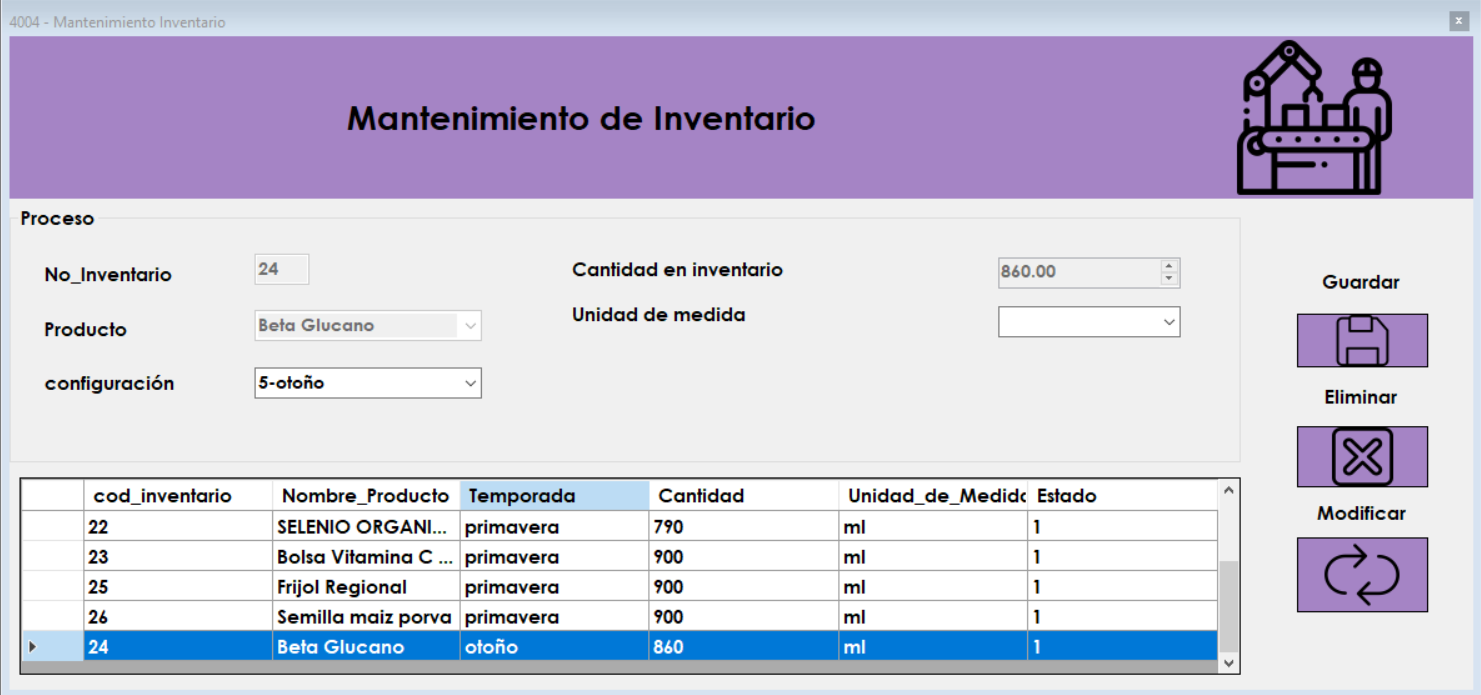 4004 - Mantenimiento Inventario
Mantenimiento de Inventario
Proceso
No_Inventario 24 Cantidad en inventario 860.00
Producto Beta Glucano Unidad de medida
configuración 5-otoño
Guardar
Eliminar
Modificar
cod_inventario Nombre_Producto Temporada Cantidad Unidad_de_Medida Estado
22 SELENIO ORGANI... primavera 790 ml 1
23 Bolsa Vitamina C ... primavera 900 ml 1
25 Frijol Regional primavera 900 ml 1
26 Semilla maiz porva primavera 900 ml 1
24 Beta Glucano otoño 860 ml 1